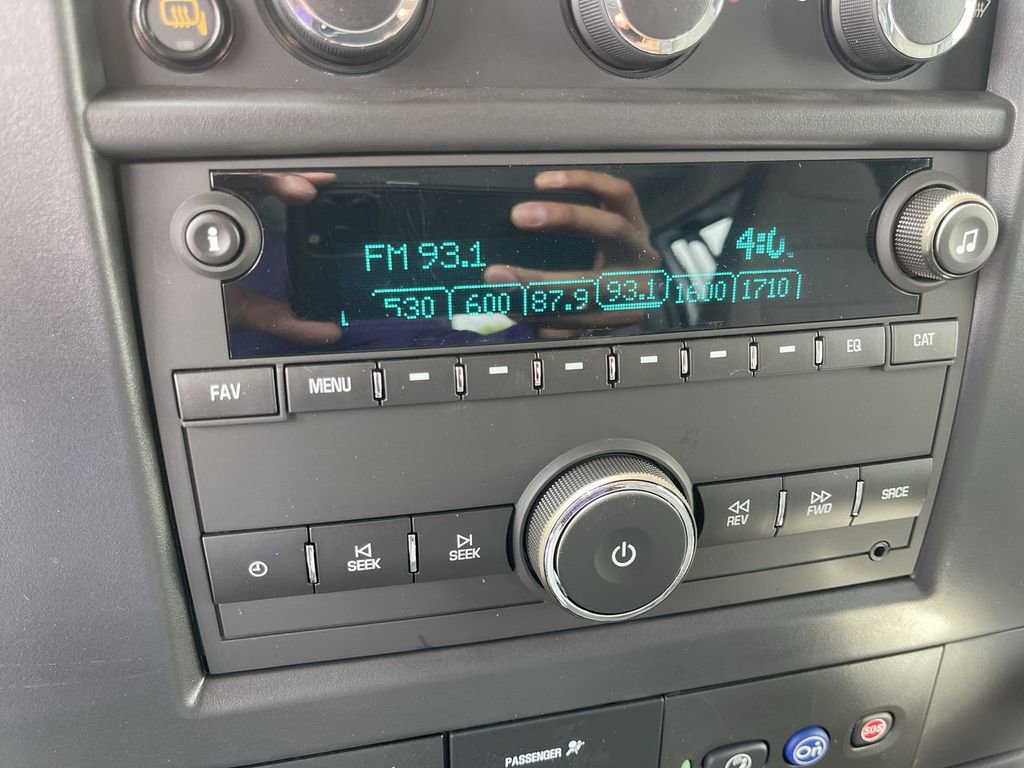 FM 93.1
530 600 87.9 93.1 1600 1710
FAV MENU EQ CAT
SEEK SEEK REV FWD SRCE
PASSENGER
On SOS